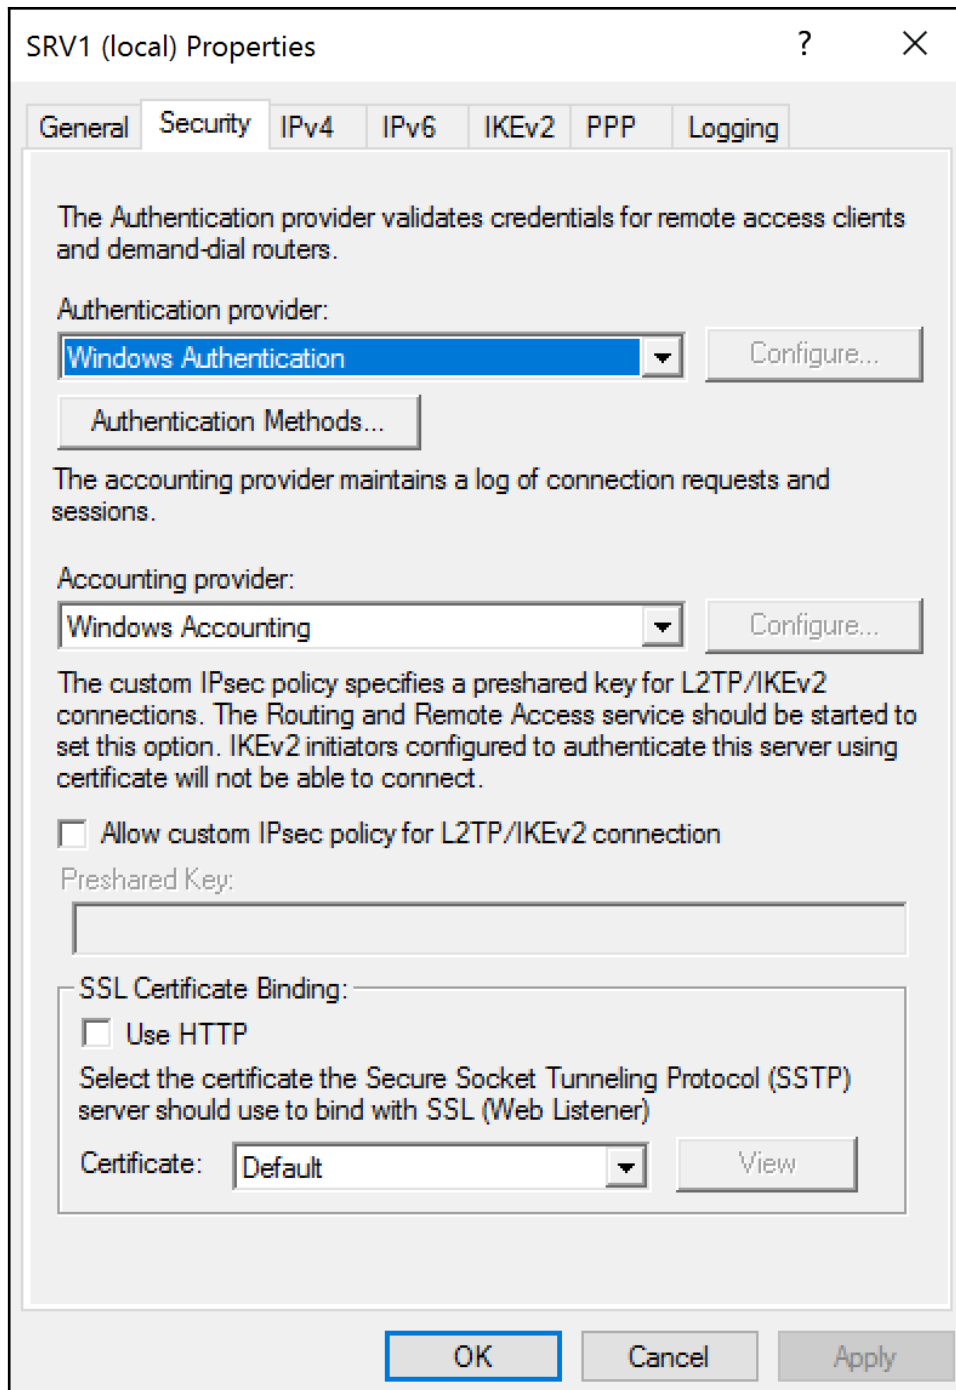 SRV1 (local) Properties
?
General Security IPv4 IPv6 IKEv2 PPP Logging
The Authentication provider validates credentials for remote access clients
and demand-dial routers.
Authentication provider:
Windows Authentication Configure...
Authentication Methods...
The accounting provider maintains a log of connection requests and
sessions.
Accounting provider:
Windows Accounting Configure...
The custom IPsec policy specifies a preshared key for L2TP/IKEv2
connections. The Routing and Remote Access service should be started to
set this option. IKEv2 initiators configured to authenticate this server using
certificate will not be able to connect.
Allow custom IPsec policy for L2TP/IKEv2 connection
Preshared Key:
SSL Certificate Binding:
Use HTTP
Select the certificate the Secure Socket Tunneling Protocol (SSTP)
server should use to bind with SSL (Web Listener)
Certificate: Default View
OK Cancel Apply